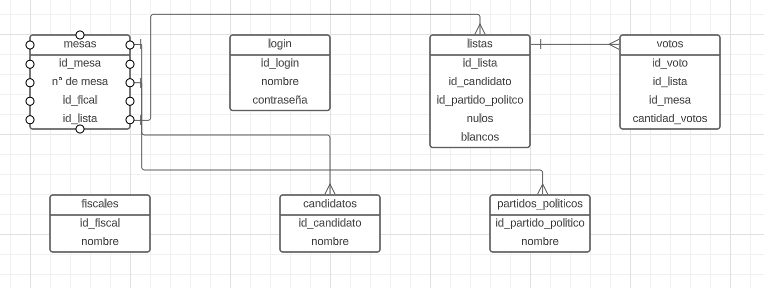 mesas
id_mesa
n° de mesa
id_fical
id_lista
login
id_login
nombre
contraseña
listas
id_lista
id_candidato
id_partido_politco
nulos
blancos
votos
id_voto
id_lista
id_mesa
cantidad_votos
fiscales
id_fiscal
nombre
candidatos
id_candidato
nombre
partidos_politicos
id_partido_politico
nombre